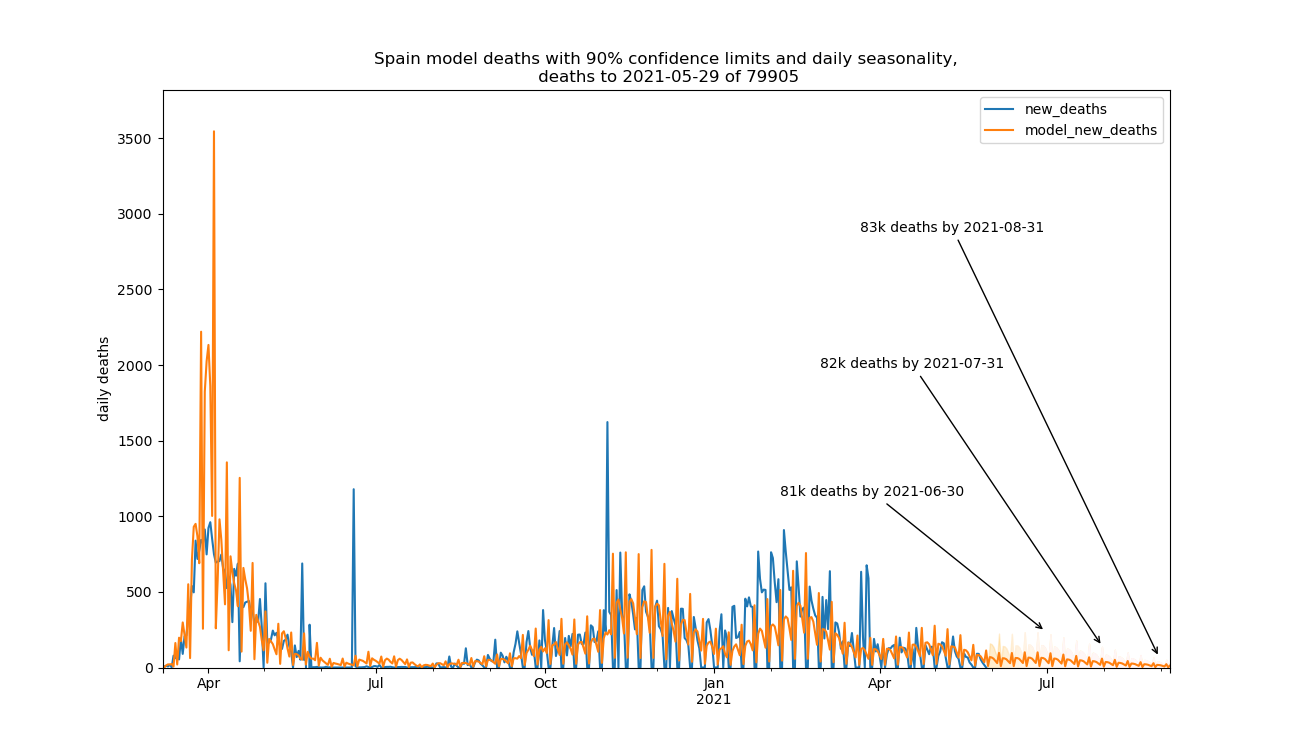 Spain model deaths with 90% confidence limits and daily seasonality,
deaths to 2021-05-29 of 79905
new_deaths
model_new_deaths
3500
3000
2500
2000
1500
1000
500
0
daily deaths
83k deaths by 2021-08-31
82k deaths by 2021-07-31
81k deaths by 2021-06-30
Apr
Jul
Oct
Jan
2021
Apr
Jul